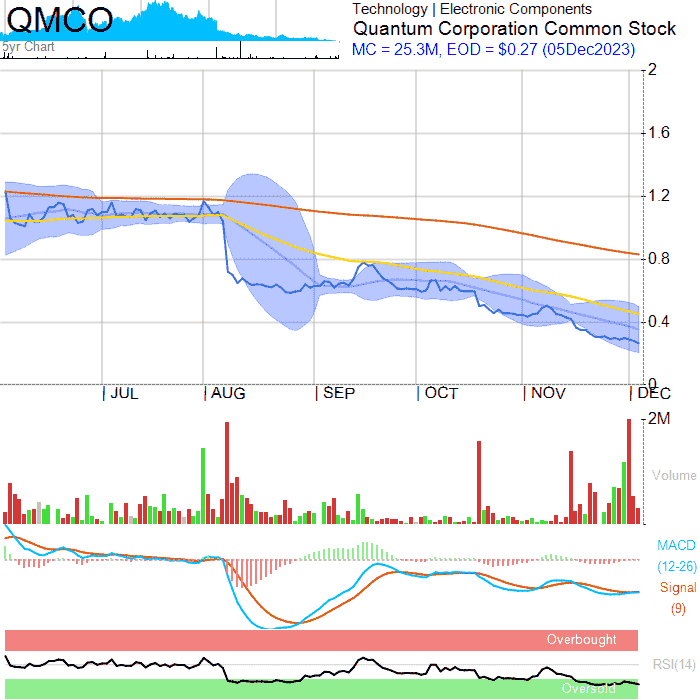 QMCO
5yr Chart
Technology | Electronic Components
Quantum Corporation Common Stock
MC = 25.3M, EOD = $0.27 (05Dec2023)
2
1.6
1.2
0.8
0.4
0
JUL AUG SEP OCT NOV DEC
2M
Volume
MACD
(12-26)
Signal
(9)
Overbought
RSI(14)
Oversold